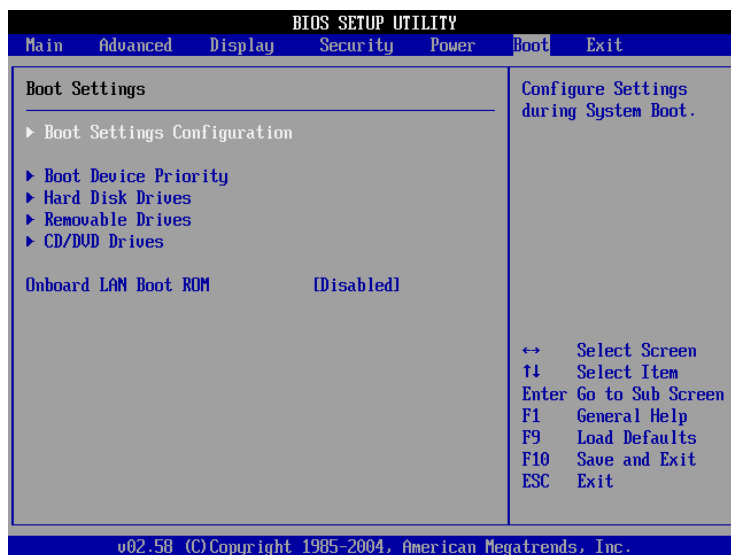 BIOS SETUP UTILITY
Main Advanced Display Security Power Boot Exit
Boot Settings
▶ Boot Settings Configuration
▶ Boot Device Priority
▶ Hard Disk Drives
▶ Removable Drives
▶ CD/DVD Drives
Onboard LAN Boot ROM [Disabled]
Configure Settings
during System Boot.
↔ Select Screen
↑↓ Select Item
Enter Go to Sub Screen
F1 General Help
F9 Load Defaults
F10 Save and Exit
ESC Exit
v02.58 (C)Copyright 1985-2004, American Megatrends, Inc.